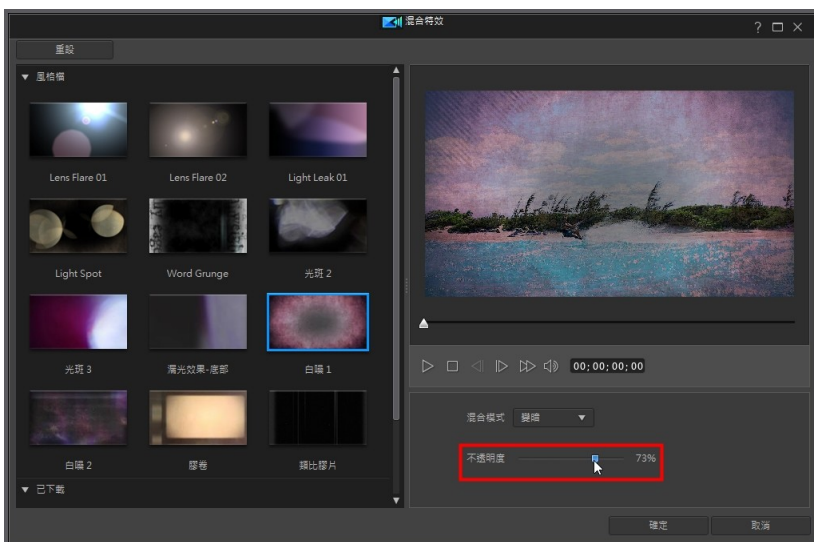 混合特效
? 
重設
風格檔
Lens Flare 01 Lens Flare 02 Light Leak 01
Light Spot Word Grunge 光斑 2
光斑 3 漏光效果-底部 白噪 1
白噪 2 膠卷 類比膠片
已下載
00;00;00;00
混合模式 變暗
不透明度 73%
確定 取消